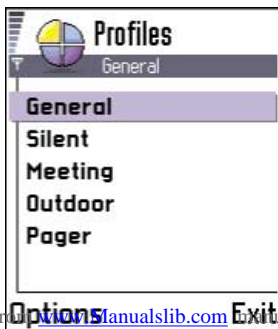 Profiles
General
General
Silent
Meeting
Outdoor
Pager
www.Manualslib.com
Options Exit